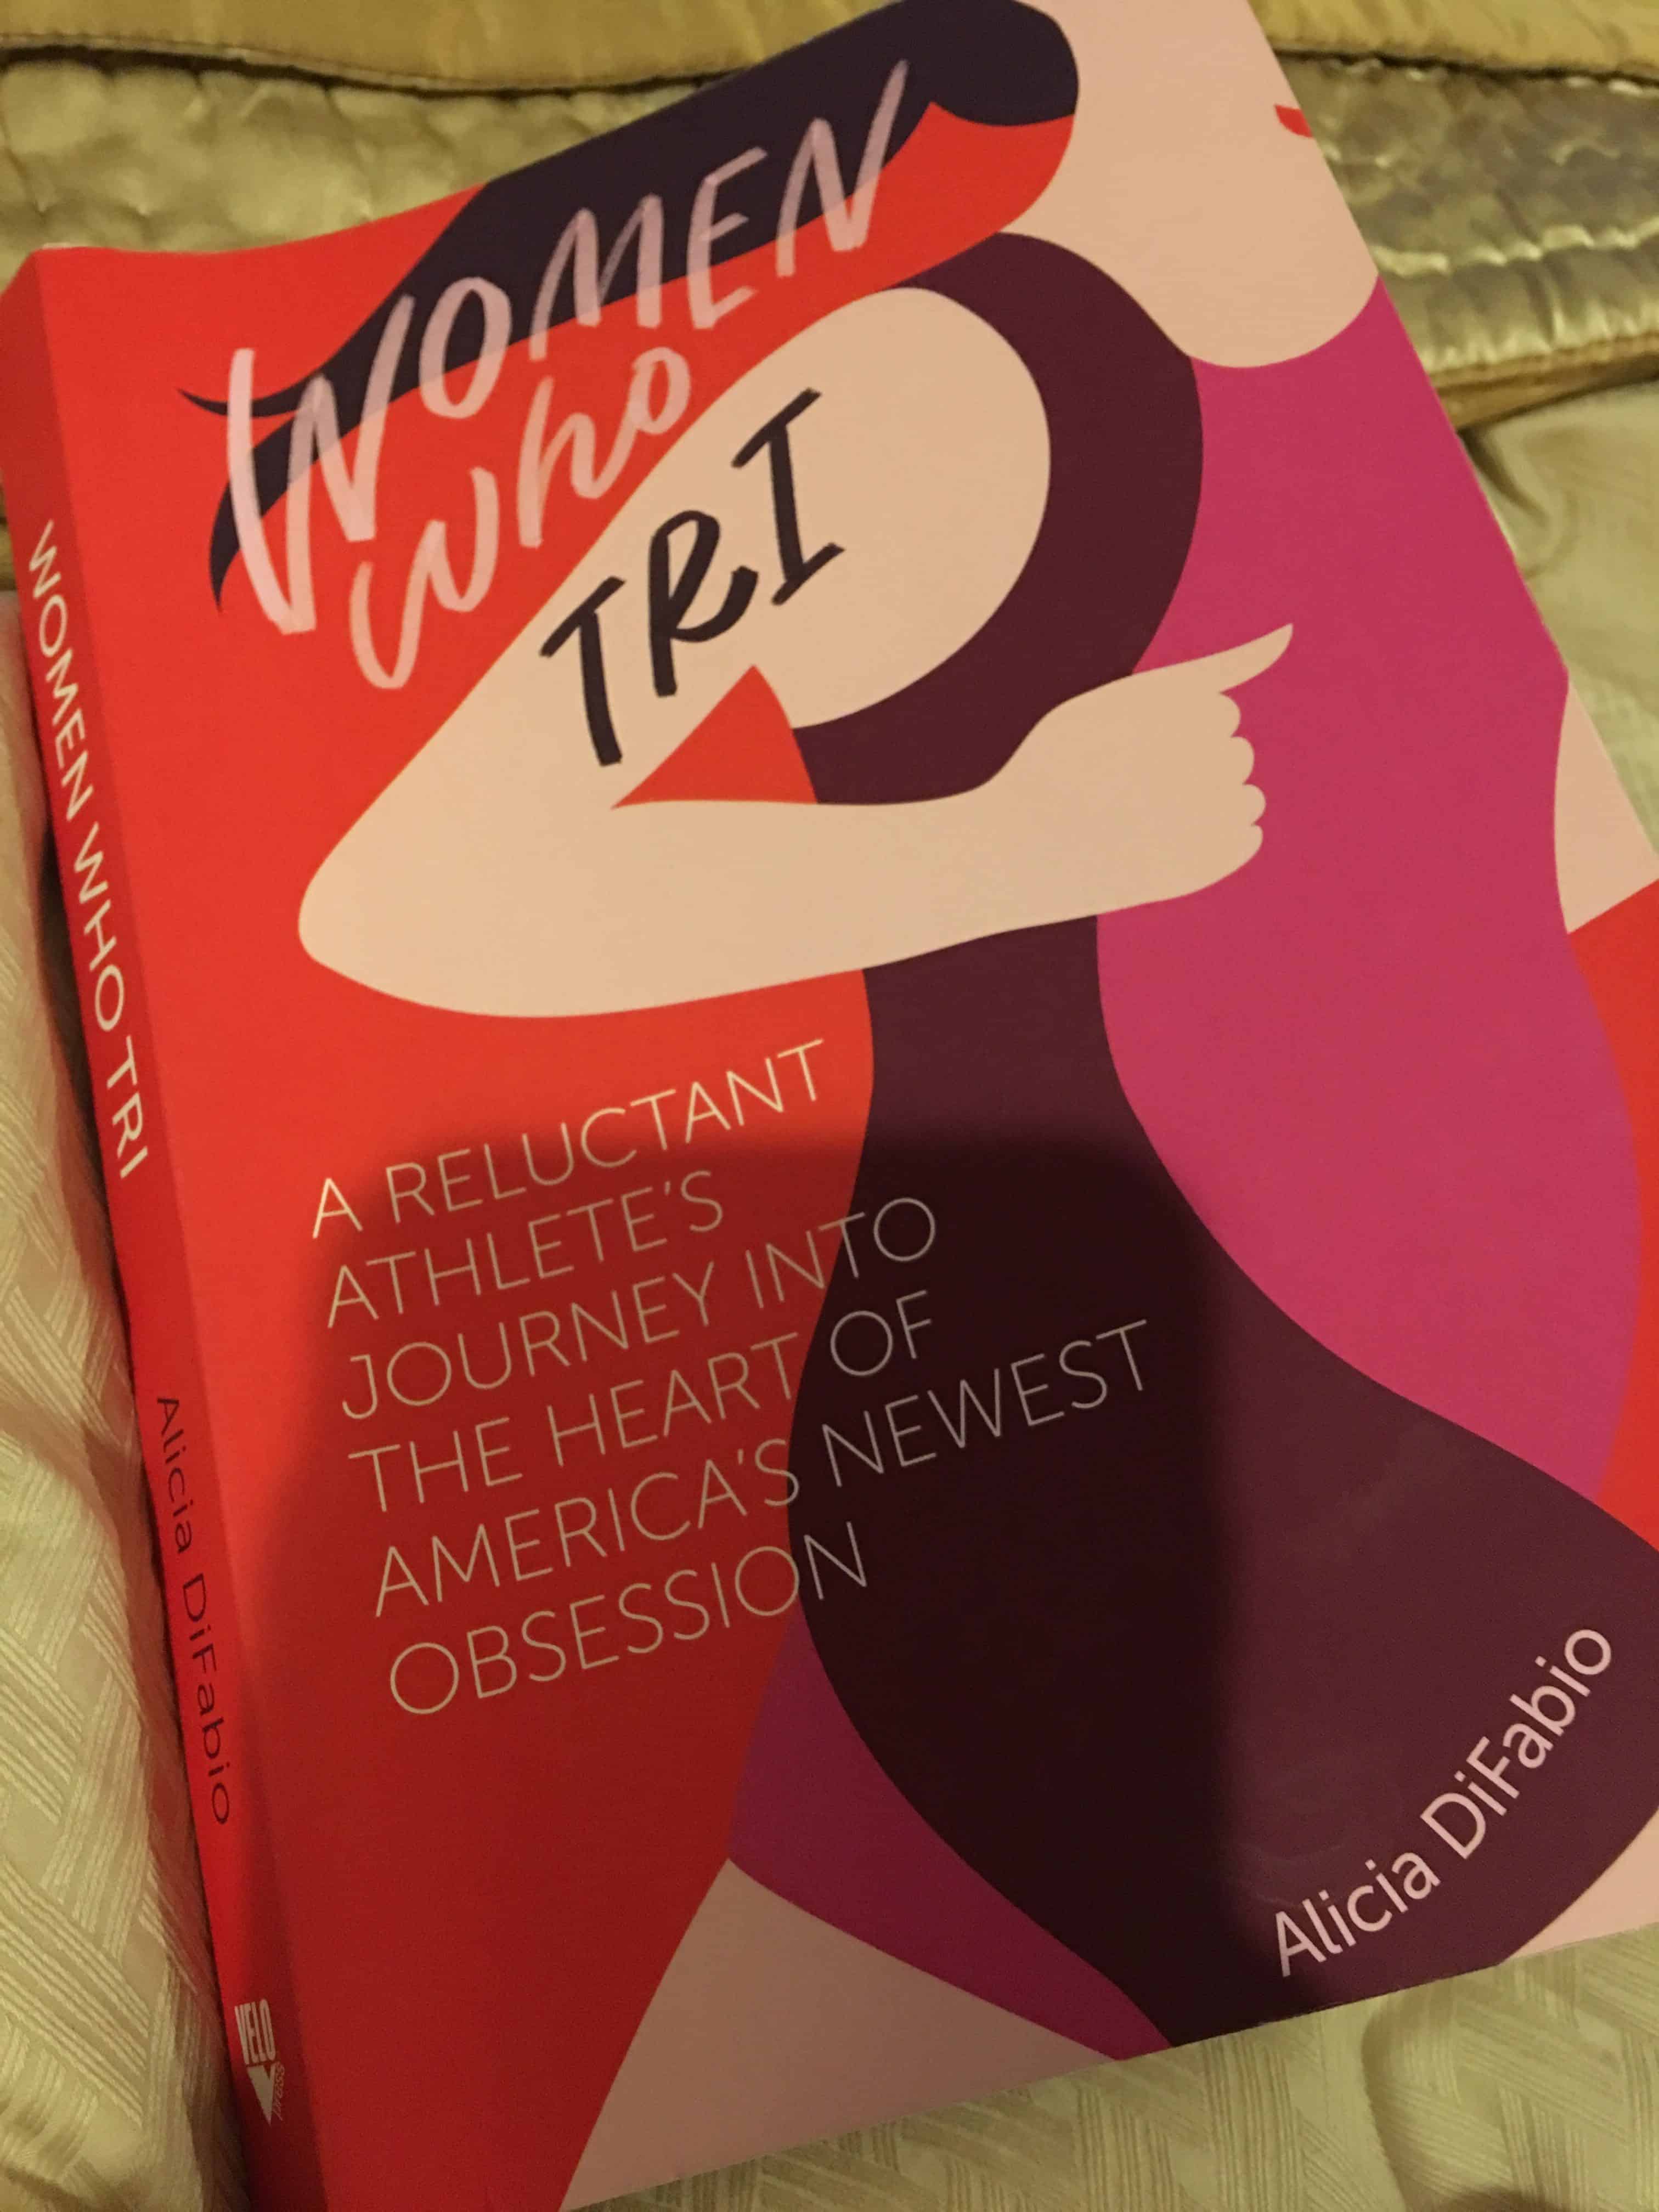 WOMEN
who
TRI
A RELUCTANT
ATHLETE'S
JOURNEY INTO
THE HEART OF
AMERICA'S NEWEST
OBSESSION
Alicia DiFabio
WOMEN WHO TRI
Alicia DiFabio
VELO
press